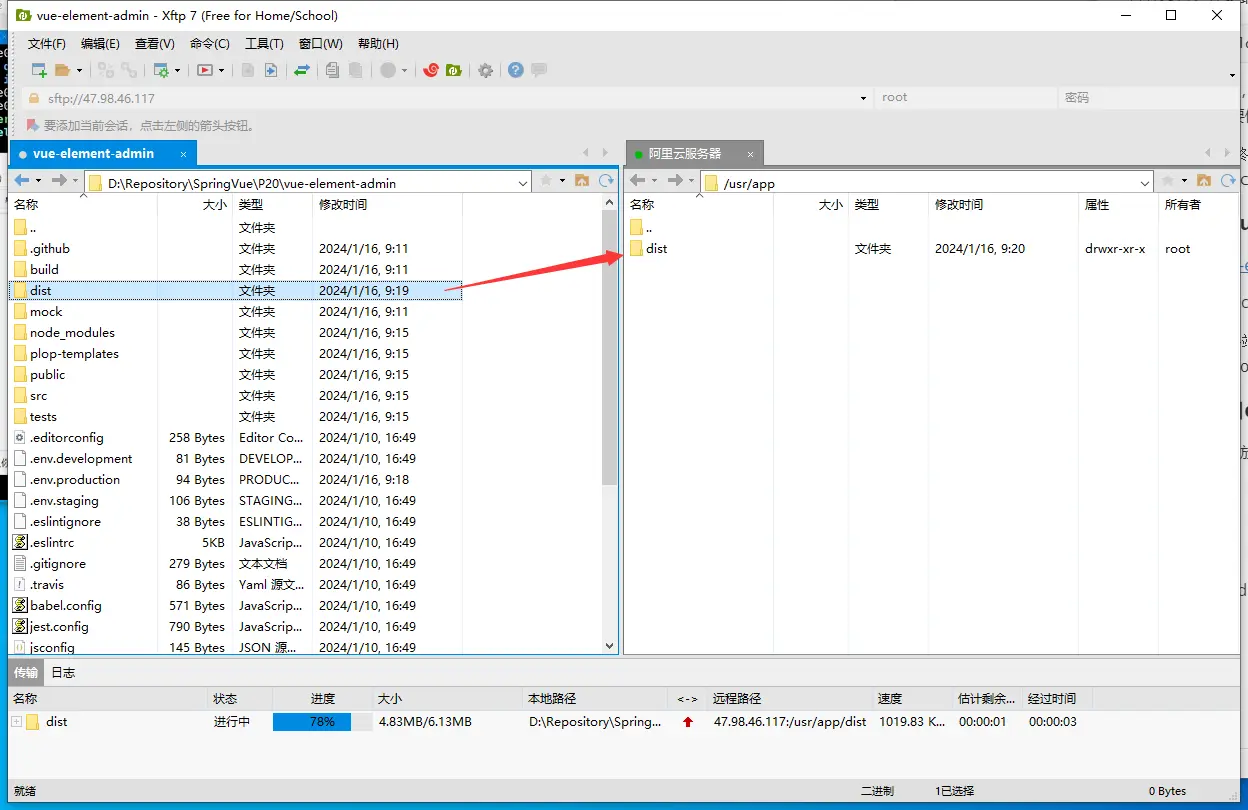 vue-element-admin - Xftp 7 (Free for Home/School)
文件(F) 编辑(E) 查看(V) 命令(C) 工具(T) 窗口(W) 帮助(H)
sftp://47.98.46.117 root 密码
要添加当前会话，点击左侧的箭头按钮。
vue-element-admin × 阿里云服务器 ×
D:\Repository\SpringVue\P20\vue-element-admin /usr/app
名称 大小 类型 修改时间 名称 大小 类型 修改时间 属性 所有者
.. 文件夹 ..
.github 文件夹 2024/1/16, 9:11 dist 文件夹 2024/1/16, 9:20 drwxr-xr-x root
build 文件夹 2024/1/16, 9:11
dist 文件夹 2024/1/16, 9:19
mock 文件夹 2024/1/16, 9:11
node_modules 文件夹 2024/1/16, 9:15
plop-templates 文件夹 2024/1/16, 9:15
public 文件夹 2024/1/16, 9:15
src 文件夹 2024/1/16, 9:15
tests 文件夹 2024/1/16, 9:15
.editorconfig 258 Bytes Editor Co... 2024/1/10, 16:49
.env.development 81 Bytes DEVELOP... 2024/1/10, 16:49
.env.production 94 Bytes PRODUC... 2024/1/16, 9:18
.env.staging 106 Bytes STAGING... 2024/1/10, 16:49
.eslintignore 38 Bytes ESLINTIG... 2024/1/10, 16:49
.eslintrc 5KB JavaScrip... 2024/1/10, 16:49
.gitignore 279 Bytes 文本文档 2024/1/10, 16:49
.travis 86 Bytes Yaml 源文... 2024/1/10, 16:49
babel.config 571 Bytes JavaScrip... 2024/1/10, 16:49
jest.config 790 Bytes JavaScrip... 2024/1/10, 16:49
jsconfig 145 Bytes JSON 源... 2024/1/10, 16:49
传输 日志
名称 状态 进度 大小 本地路径 <-> 远程路径 速度 估计剩余... 经过时间
dist 进行中 78% 4.83MB/6.13MB D:\Repository\Spring... 47.98.46.117:/usr/app/dist 1019.83 K... 00:00:01 00:00:03
就绪 二进制 1已选择 0 Bytes